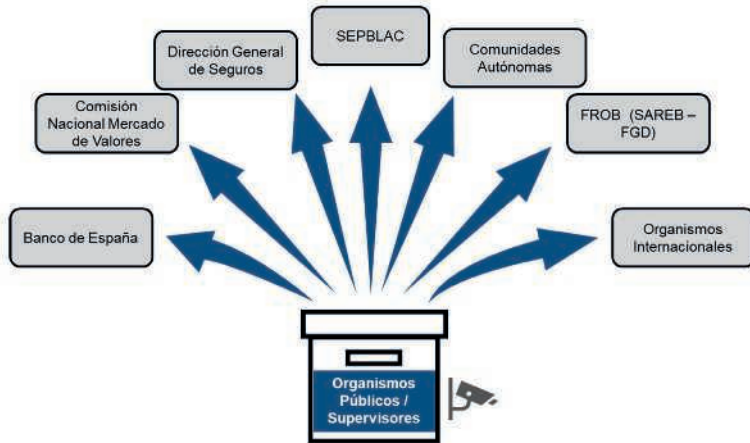 SEPBLAC
Dirección General
de Seguros
Comunidades
Autónomas
Comisión
Nacional Mercado
de Valores
FROB (SAREB –
FGD)
Banco de España
Organismos
Internacionales
Organismos
Públicos /
Supervisores